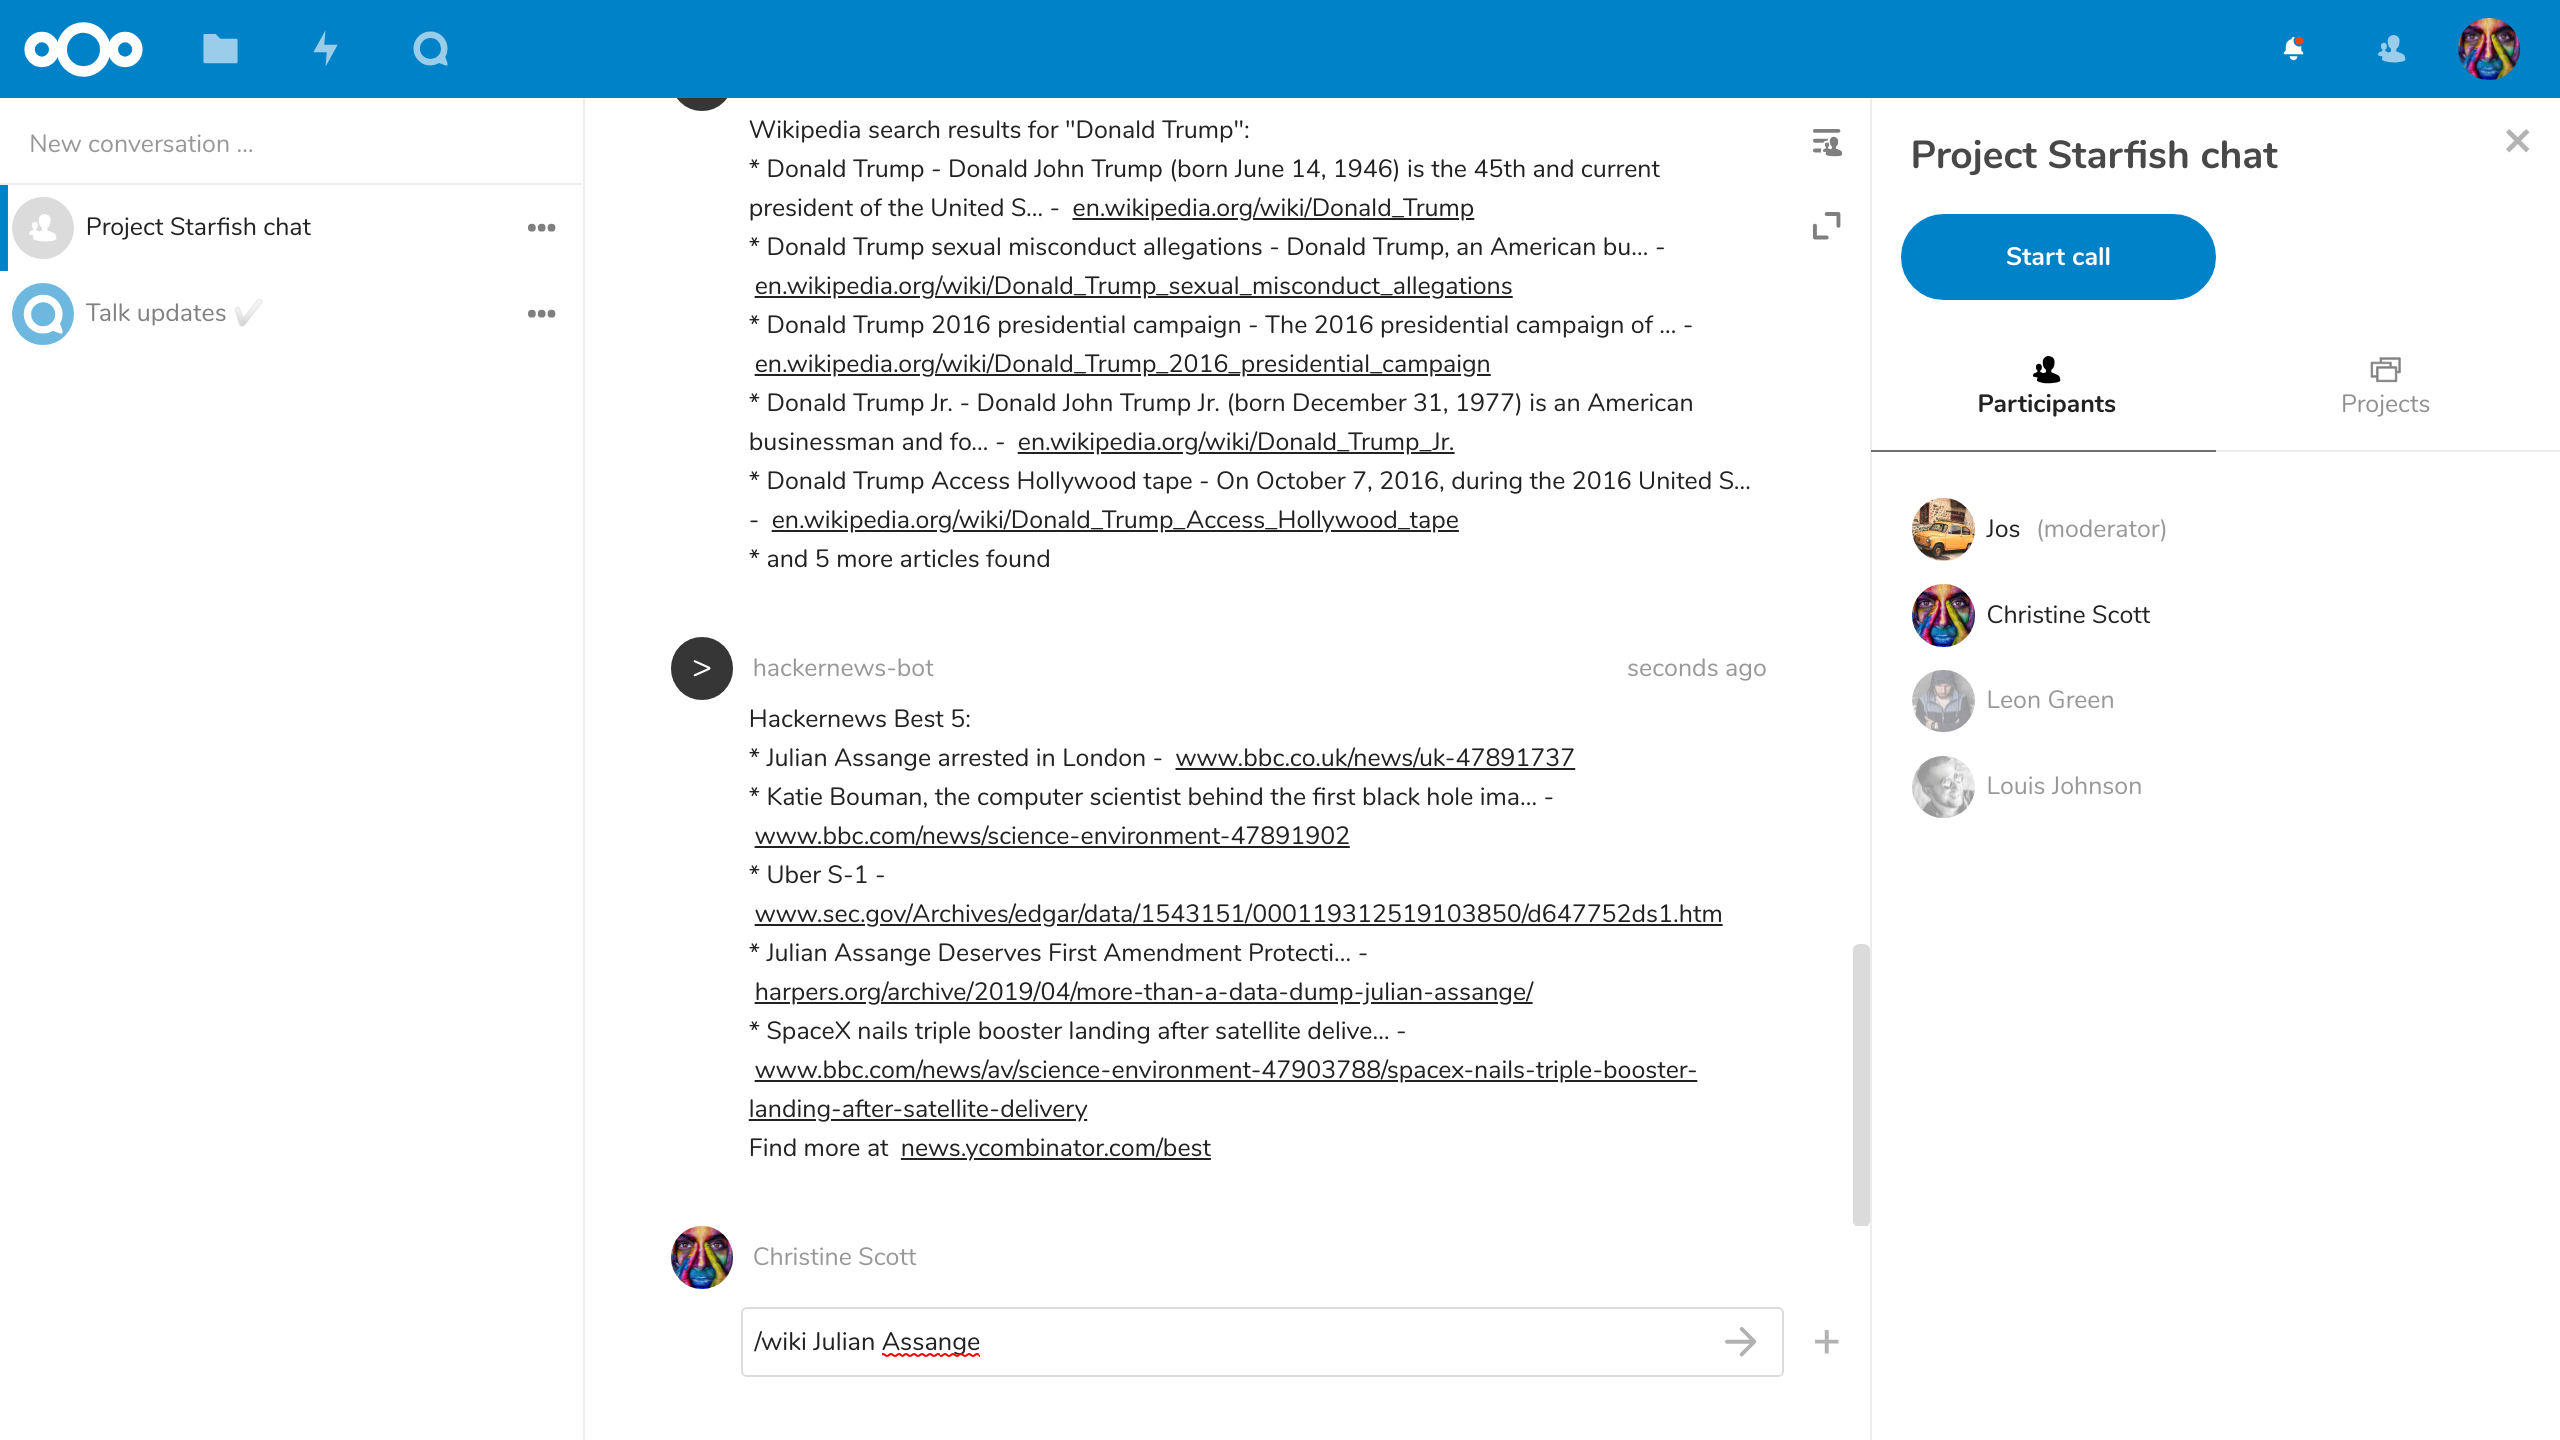 New conversation ...
Project Starfish chat
Talk updates
Wikipedia search results for "Donald Trump":
* Donald Trump - Donald John Trump (born June 14, 1946) is the 45th and current
president of the United S... - en.wikipedia.org/wiki/Donald_Trump
* Donald Trump sexual misconduct allegations - Donald Trump, an American bu... -
en.wikipedia.org/wiki/Donald_Trump_sexual_misconduct_allegations
* Donald Trump 2016 presidential campaign - The 2016 presidential campaign of ... -
en.wikipedia.org/wiki/Donald_Trump_2016_presidential_campaign
* Donald Trump Jr. - Donald John Trump Jr. (born December 31, 1977) is an American
businessman and fo... - en.wikipedia.org/wiki/Donald_Trump_Jr.
* Donald Trump Access Hollywood tape - On October 7, 2016, during the 2016 United S...
- en.wikipedia.org/wiki/Donald_Trump_Access_Hollywood_tape
* and 5 more articles found
> hackernews-bot seconds ago
Hackernews Best 5:
* Julian Assange arrested in London - www.bbc.co.uk/news/uk-47891737
* Katie Bouman, the computer scientist behind the first black hole ima... -
www.bbc.com/news/science-environment-47891902
* Uber S-1 -
www.sec.gov/Archives/edgar/data/1543151/000119312519103850/d647752ds1.htm
* Julian Assange Deserves First Amendment Protecti... -
harpers.org/archive/2019/04/more-than-a-data-dump-julian-assange/
* SpaceX nails triple booster landing after satellite delive... -
www.bbc.com/news/av/science-environment-47903788/spacex-nails-triple-booster-
landing-after-satellite-delivery
Find more at news.ycombinator.com/best
Christine Scott
/wiki Julian Assange
Project Starfish chat
Start call
Participants
Projects
Jos (moderator)
Christine Scott
Leon Green
Louis Johnson